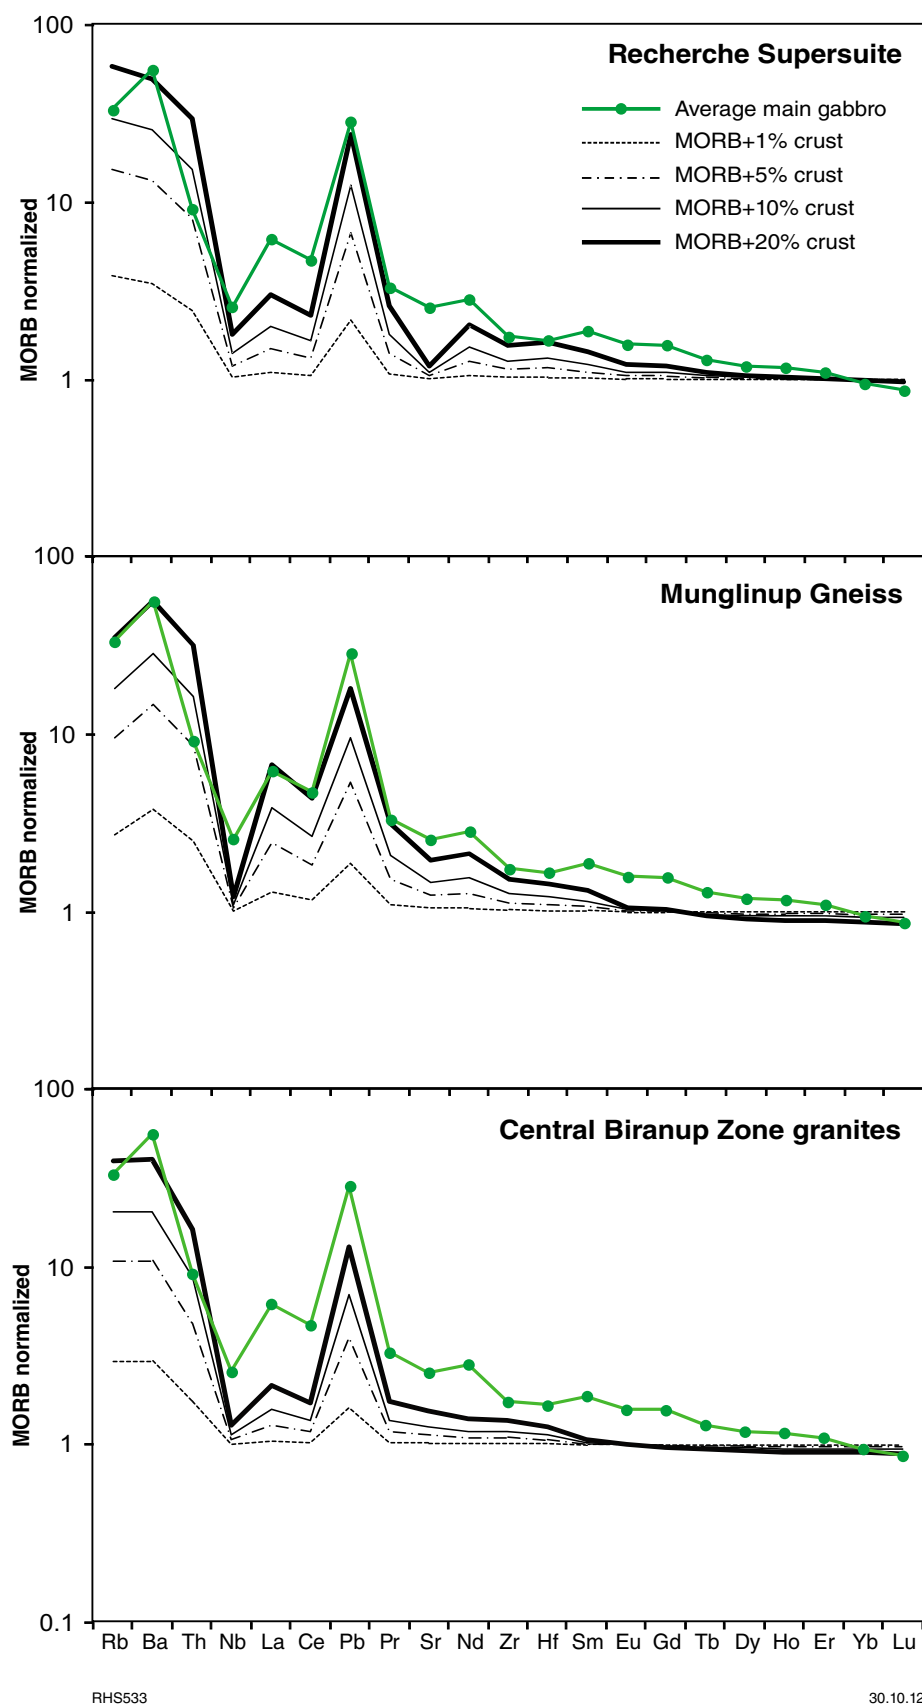 100
Recherche Supersuite
Average main gabbro
MORB+1% crust
MORB+5% crust
MORB+10% crust
MORB+20% crust
10
MORB normalized
1
100
Munglinup Gneiss
10
MORB normalized
1
100
Central Biranup Zone granites
10
MORB normalized
1
0.1
Rb Ba Th Nb La Ce Pb Pr Sr Nd Zr Hf Sm Eu Gd Tb Dy Ho Er Yb Lu
RHS533 30.10.12